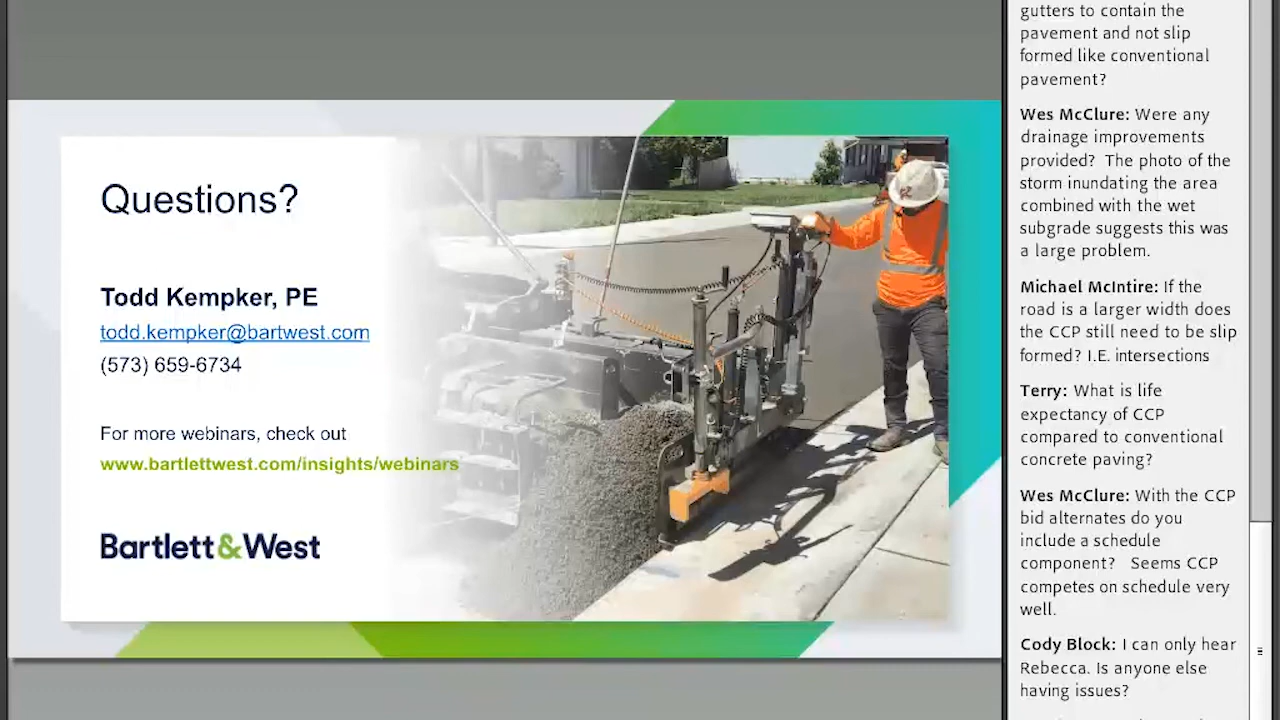 Questions?
Todd Kempker, PE
todd.kempker@bartwest.com
(573) 659-6734
For more webinars, check out
www.bartlettwest.com/insights/webinars
Bartlett&West
gutters to contain the
pavement and not slip
formed like conventional
pavement?
Wes McClure: Were any
drainage improvements
provided? The photo of the
storm inundating the area
combined with the wet
subgrade suggests this was
a large problem.
Michael McIntire: If the
road is a larger width does
the CCP still need to be slip
formed? I.E. intersections
Terry: What is life
expectancy of CCP
compared to conventional
concrete paving?
Wes McClure: With the CCP
bid alternates do you
include a schedule
component? Seems CCP
competes on schedule very
well.
Cody Block: I can only hear
Rebecca. Is anyone else
having issues?